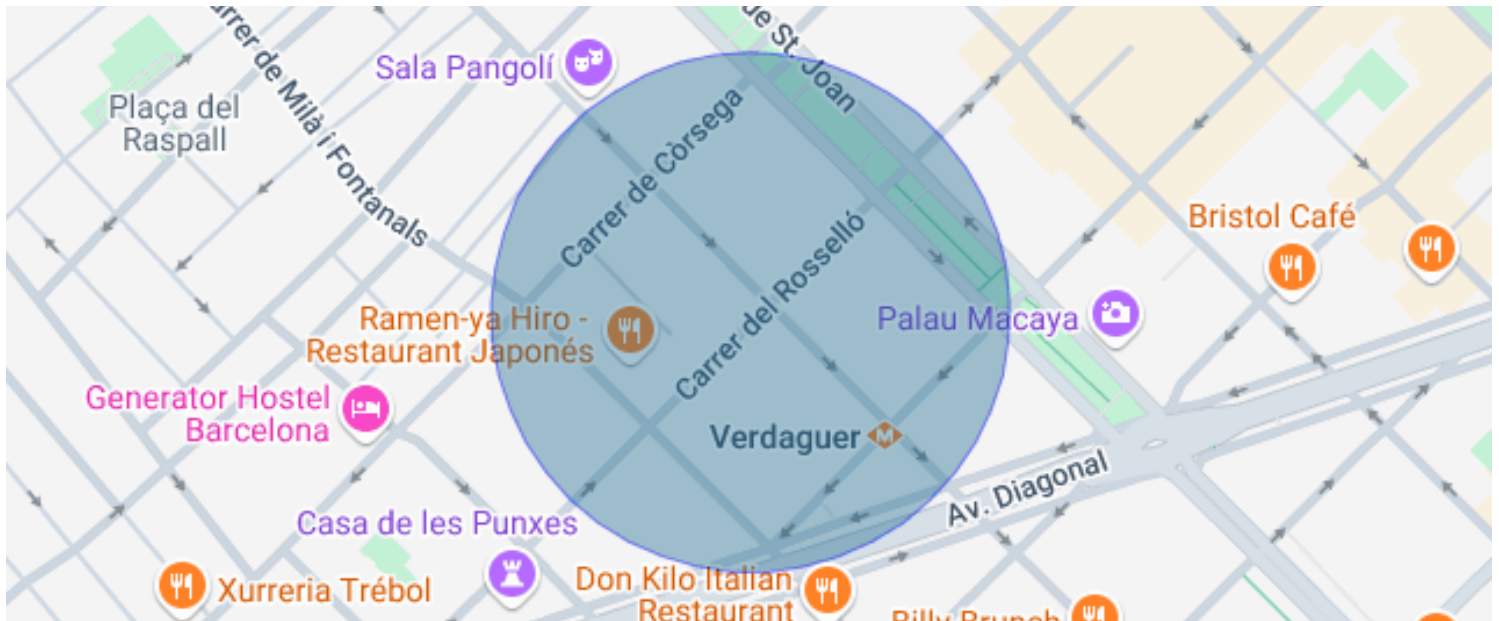 Carrer de Milà i Fontanals
Sala Pangolí
St. Joan
Plaça del
Raspall
Carrer de Còrsega
Carrer del Rosselló
Bristol Café
Ramen-ya Hiro -
Restaurant Japonés
Palau Macaya
Generator Hostel
Barcelona
Verdaguer
M
Av. Diagonal
Casa de les Punxes
Xurreria Trébol
Don Kilo Italian
Restaurant
Billy Brunch